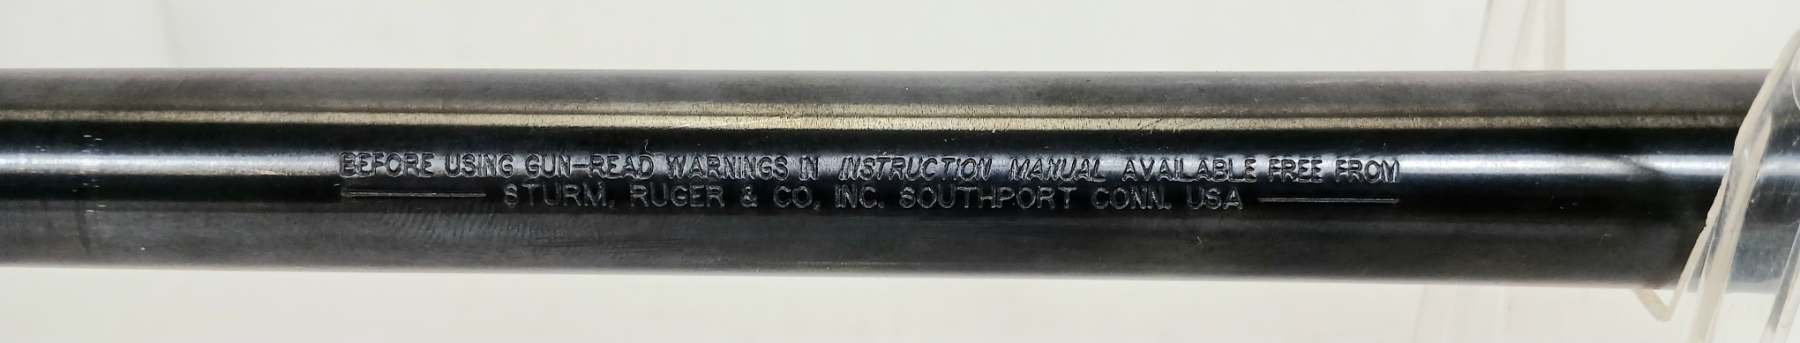 BEFORE USING GUN-READ WARNINGS IN INSTRUCTION MANUAL AVAILABLE FREE FROM
STURM, RUGER & CO, INC. SOUTHPORT CONN. USA